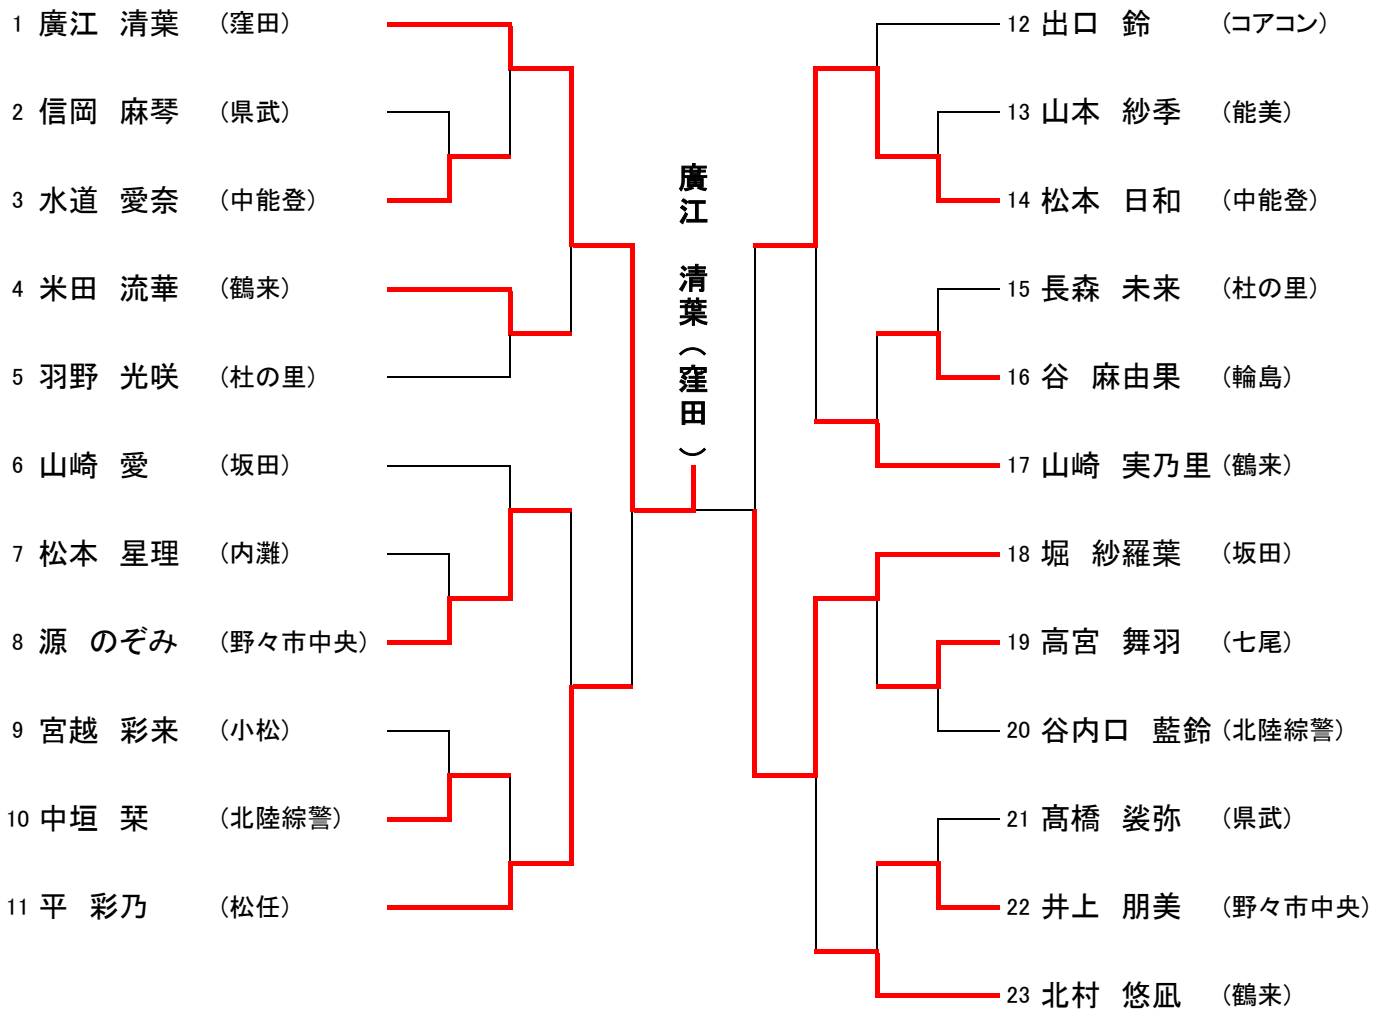 1 廣江 清葉 (窪田)
2 信岡 麻琴 (県武)
3 水道 愛奈 (中能登)
4 米田 流華 (鶴来)
5 羽野 光咲 (杜の里)
6 山崎 愛 (坂田)
7 松本 星理 (内灘)
8 源 のぞみ (野々市中央)
9 宮越 彩来 (小松)
10 中垣 栞 (北陸綜警)
11 平 彩乃 (松任)
廣江 清葉(窪田)
12 出口 鈴 (コアコン)
13 山本 紗季 (能美)
14 松本 日和 (中能登)
15 長森 未来 (杜の里)
16 谷 麻由果 (輪島)
17 山崎 実乃里 (鶴来)
18 堀 紗羅葉 (坂田)
19 高宮 舞羽 (七尾)
20 谷内口 藍鈴 (北陸綜警)
21 髙橋 裟弥 (県武)
22 井上 朋美 (野々市中央)
23 北村 悠凪 (鶴来)